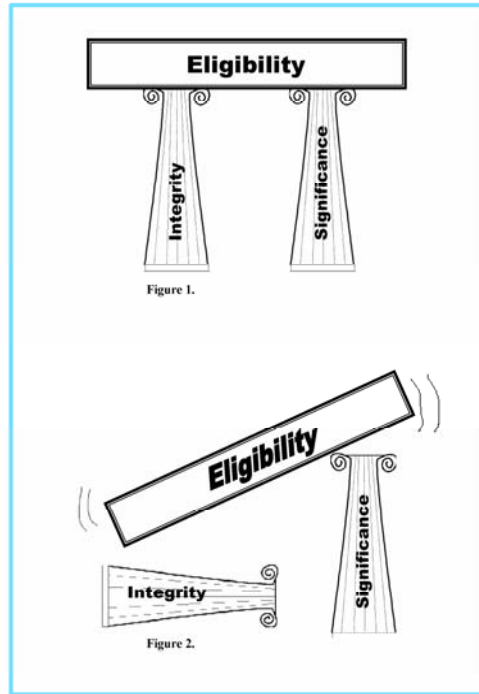 Eligibility
Integrity
Significance
Figure 1.
Eligibility
Integrity
Significance
Figure 2.